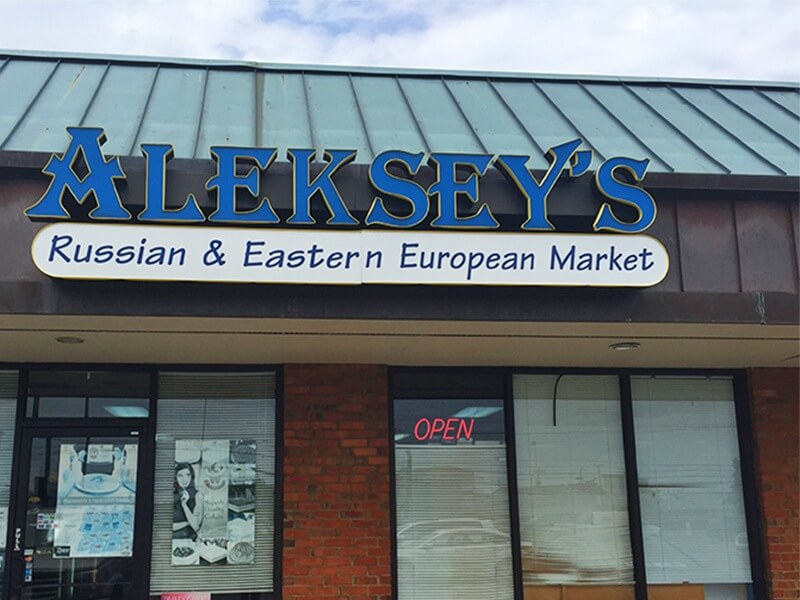 ALEKSEY'S
Russian & Eastern European Market
OPEN